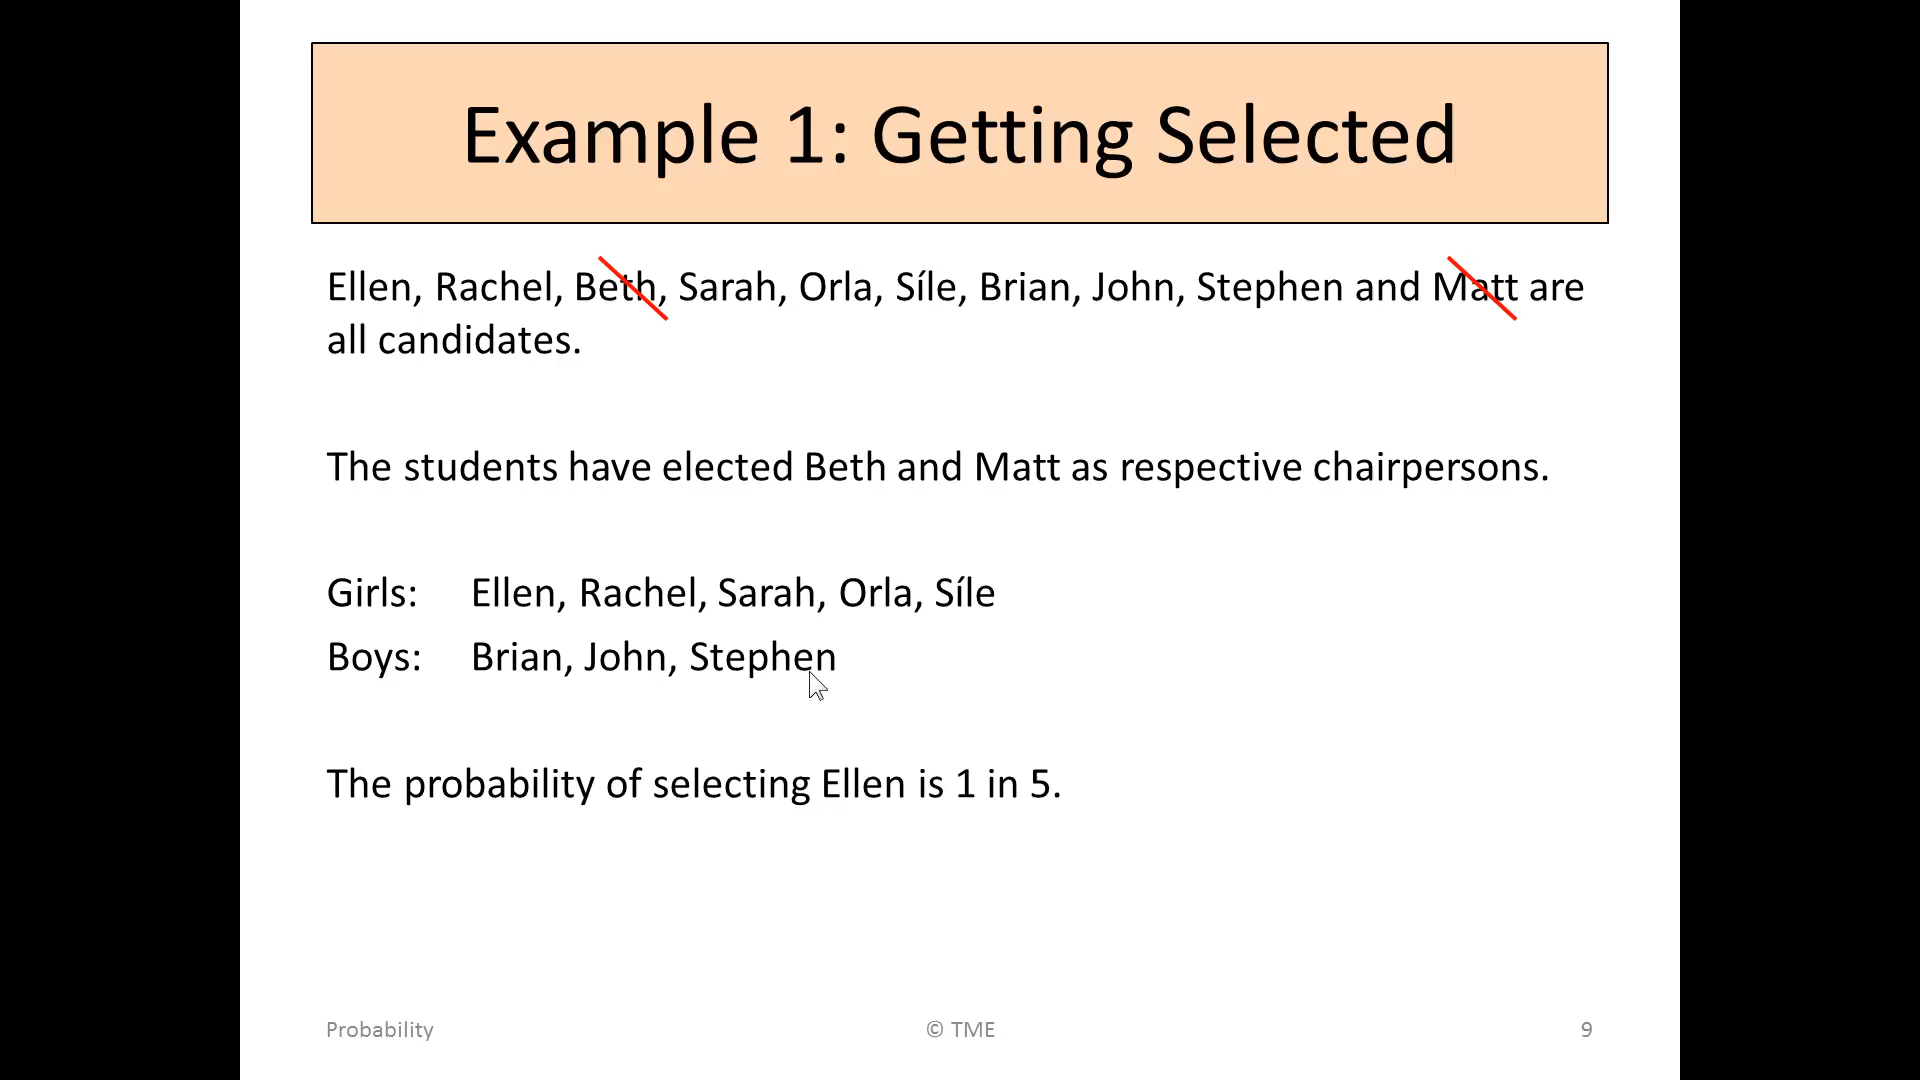 Example 1: Getting Selected
Ellen, Rachel, Beth, Sarah, Orla, Síle, Brian, John, Stephen and Matt are
all candidates.
The students have elected Beth and Matt as respective chairpersons.
Girls: Ellen, Rachel, Sarah, Orla, Síle
Boys: Brian, John, Stephen
The probability of selecting Ellen is 1 in 5.
Probability © TME 9